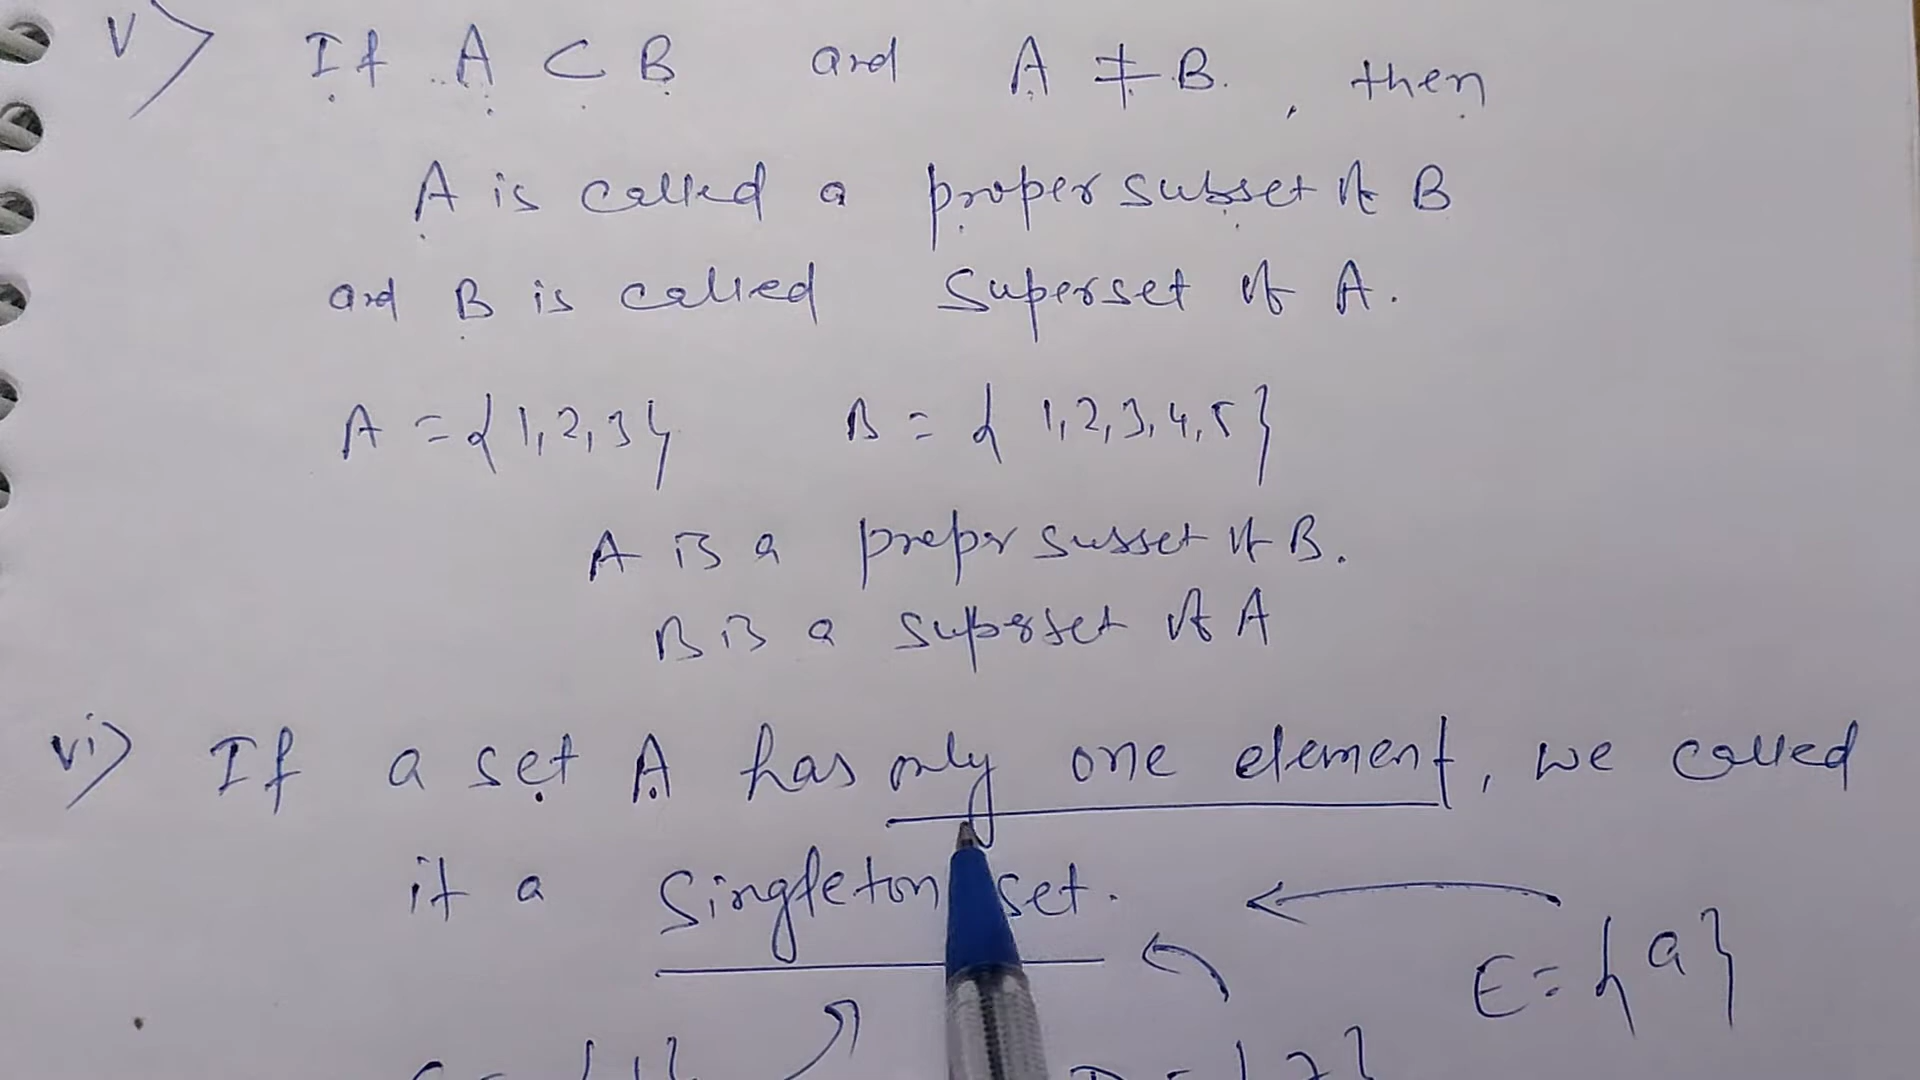 v) If A ⊂ B and A ≠ B. , then
A is called a proper subset of B
and B is called Superset of A.
A = {1,2,3} B = { 1,2,3,4,5}
A is a proper subset of B.
B is a superset of A
vi) If a set A has only one element, we called
it a Singleton set.
E = {a}